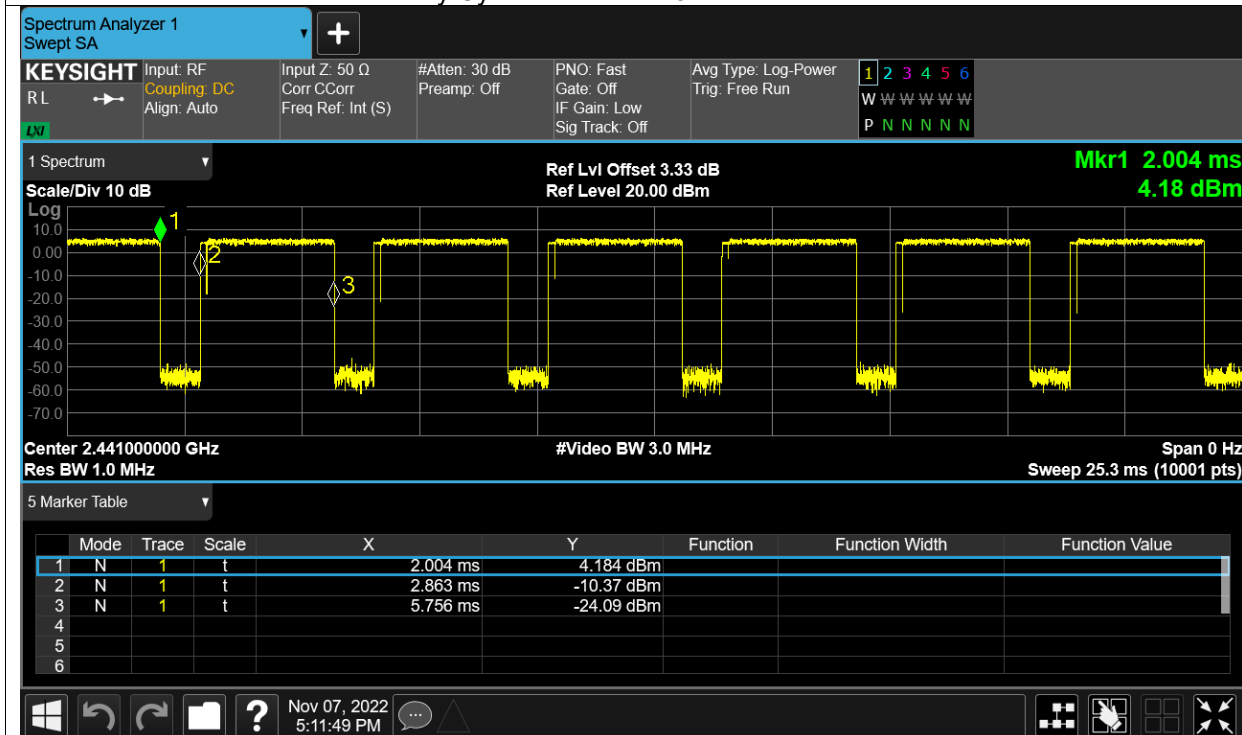 Spectrum Analyzer 1
Swept SA
+
KEYSIGHT Input: RF Input Z: 50 Ω #Atten: 30 dB PNO: Fast Avg Type: Log-Power 1 2 3 4 5 6
RL Coupling: DC Corr CCorr Preamp: Off Gate: Off Trig: Free Run W W W W W W
Align: Auto Freq Ref: Int (S) IF Gain: Low P N N N N N
LXI Sig Track: Off
1 Spectrum Ref Lvl Offset 3.33 dB Mkr1 2.004 ms
Scale/Div 10 dB Ref Level 20.00 dBm 4.18 dBm
Log
1
10.0
0.00
2
-10.0
3
-20.0
-30.0
-40.0
-50.0
-60.0
-70.0
Center 2.441000000 GHz #Video BW 3.0 MHz Span 0 Hz
Res BW 1.0 MHz Sweep 25.3 ms (10001 pts)
5 Marker Table
Mode Trace Scale X Y Function Function Width Function Value
1 N 1 t 2.004 ms 4.184 dBm
2 N 1 t 2.863 ms -10.37 dBm
3 N 1 t 5.756 ms -24.09 dBm
4
5
6
? Nov 07, 2022
5:11:49 PM